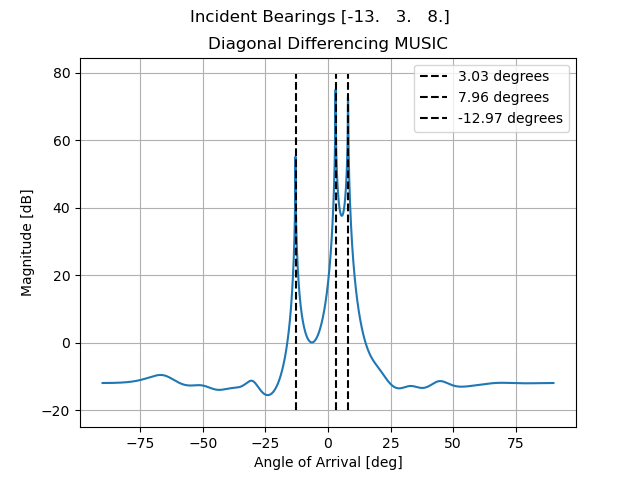 Incident Bearings [-13.   3.   8.]
Diagonal Differencing MUSIC
3.03 degrees
7.96 degrees
-12.97 degrees
Magnitude [dB]
80
60
40
20
0
−20
−75
−50
−25
0
25
50
75
Angle of Arrival [deg]